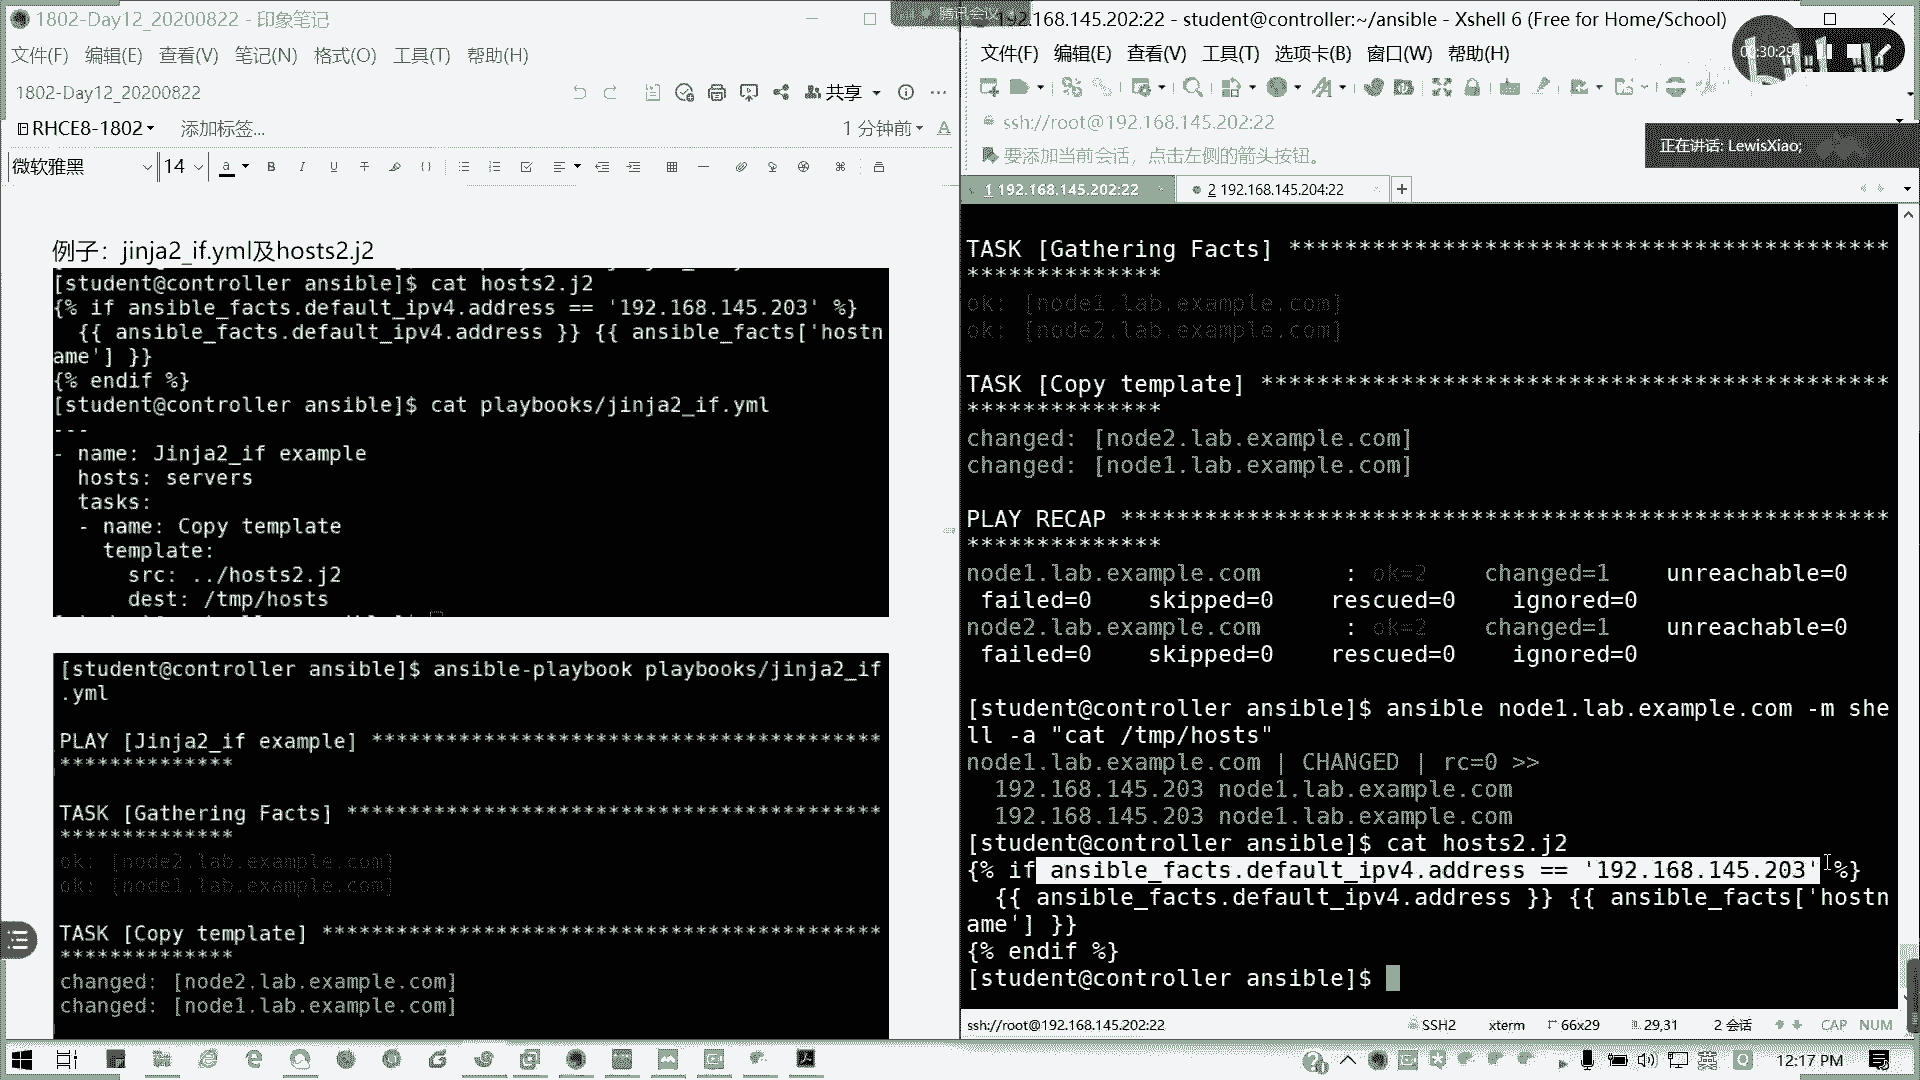 1802-Day12_20200822 - 印象笔记
文件(F) 编辑(E) 查看(V) 笔记(N) 格式(O) 工具(T) 帮助(H)
1802-Day12_20200822
共享
RHCE8-1802 添加标签...
1 分钟前
微软雅黑 14
例子：jinja2_if.yml及hosts2.j2
[student@controller ansible]$ cat hosts2.j2
{% if ansible_facts.default_ipv4.address == '192.168.145.203' %}
{{ ansible_facts.default_ipv4.address }} {{ ansible_facts['hostn
ame'] }}
{% endif %}
[student@controller ansible]$ cat playbooks/jinja2_if.yml
---
- name: Jinja2_if example
hosts: servers
tasks:
- name: Copy template
template:
src: ../hosts2.j2
dest: /tmp/hosts
[student@controller ansible]$ ansible-playbook playbooks/jinja2_if
.yml
PLAY [Jinja2_if example] *******************************************
**************
TASK [Gathering Facts] *********************************************
**************
ok: [node2.lab.example.com]
ok: [node1.lab.example.com]
TASK [Copy template] ***********************************************
**************
changed: [node2.lab.example.com]
changed: [node1.lab.example.com]
腾讯会议
192.168.145.202:22 - student@controller:~/ansible - Xshell 6 (Free for Home/School)
文件(F) 编辑(E) 查看(V) 工具(T) 选项卡(B) 窗口(W) 帮助(H)
00:30:29
ssh://root@192.168.145.202:22
要添加当前会话，点击左侧的箭头按钮。
正在讲话: LewisXiao;
1 192.168.145.202:22
2 192.168.145.204:22
TASK [Gathering Facts] *******************************************
**************
ok: [node1.lab.example.com]
ok: [node2.lab.example.com]
TASK [Copy template] *********************************************
**************
changed: [node2.lab.example.com]
changed: [node1.lab.example.com]
PLAY RECAP *******************************************************
**************
node1.lab.example.com : ok=2 changed=1 unreachable=0
failed=0 skipped=0 rescued=0 ignored=0
node2.lab.example.com : ok=2 changed=1 unreachable=0
failed=0 skipped=0 rescued=0 ignored=0
[student@controller ansible]$ ansible node1.lab.example.com -m she
ll -a "cat /tmp/hosts"
node1.lab.example.com | CHANGED | rc=0 >>
192.168.145.203 node1.lab.example.com
192.168.145.203 node1.lab.example.com
[student@controller ansible]$ cat hosts2.j2
{% if ansible_facts.default_ipv4.address == '192.168.145.203' %}
{{ ansible_facts.default_ipv4.address }} {{ ansible_facts['hostn
ame'] }}
{% endif %}
[student@controller ansible]$
ssh://root@192.168.145.202:22 SSH2 xterm 66x29 29,31 2 会话 CAP NUM
英 12:17 PM